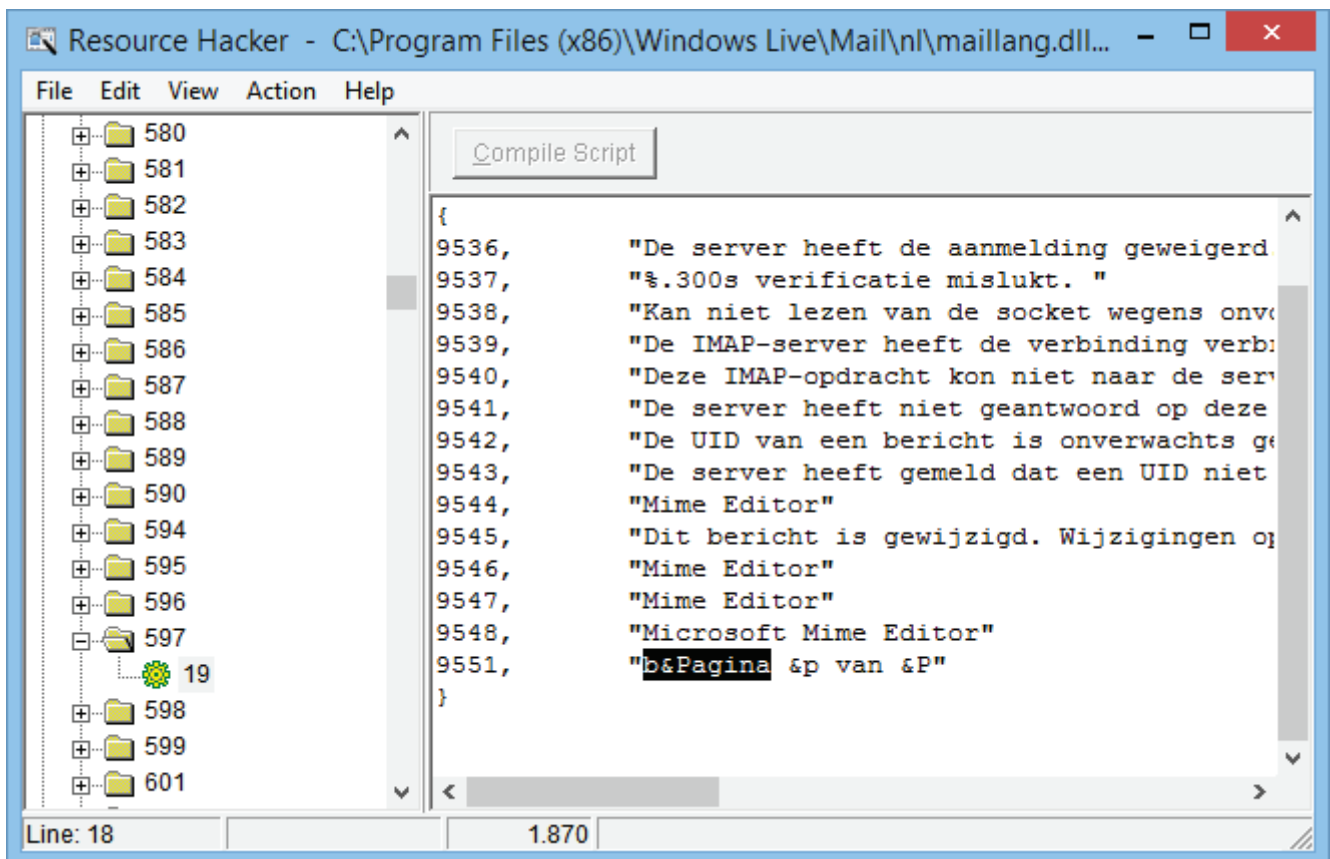 Resource Hacker - C:\Program Files (x86)\Windows Live\Mail\nl\maillang.dll...
File Edit View Action Help
580
581
582
583
584
585
586
587
588
589
590
594
595
596
597
19
598
599
601
Compile Script
{
9536, "De server heeft de aanmelding geweigerd
9537, "%.300s verificatie mislukt. "
9538, "Kan niet lezen van de socket wegens
9539, "De IMAP-server heeft de verbinding
9540, "Deze IMAP-opdracht kon niet naar de
9541, "De server heeft niet geantwoord op deze
9542, "De UID van een bericht is onverwachts
9543, "De server heeft gemeld dat een UID niet
9544, "Mime Editor"
9545, "Dit bericht is gewijzigd. Wijzigingen
9546, "Mime Editor"
9547, "Mime Editor"
9548, "Microsoft Mime Editor"
9551, "b&Pagina &p van &P"
}
Line: 18 1.870